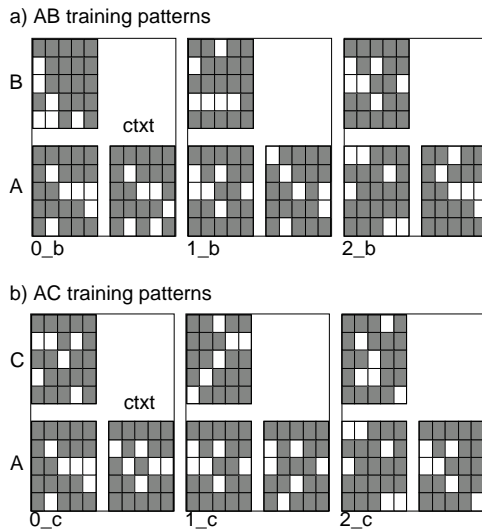 a) AB training patterns
B
ctxt
A
0_b 1_b 2_b
b) AC training patterns
C
ctxt
A
0_c 1_c 2_c